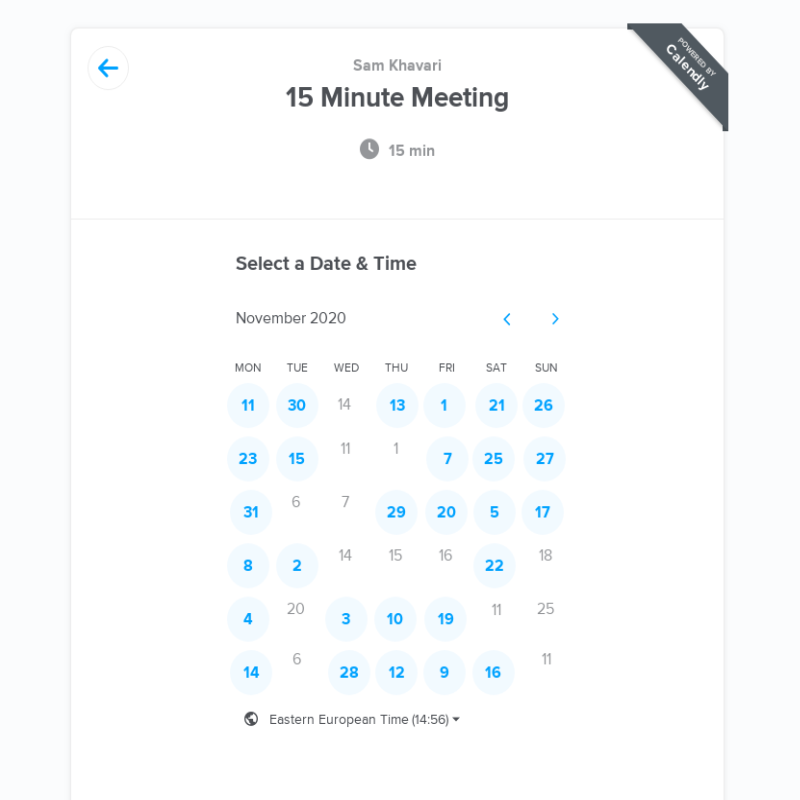 POWERED BY
Calendly
Sam Khavari
15 Minute Meeting
15 min
Select a Date & Time
November 2020
MON TUE WED THU FRI SAT SUN
11 30 14 13 1 21 26
23 15 11 1 7 25 27
31 6 7 29 20 5 17
8 2 14 15 16 22 18
4 20 3 10 19 11 25
14 6 28 12 9 16 11
Eastern European Time (14:56)